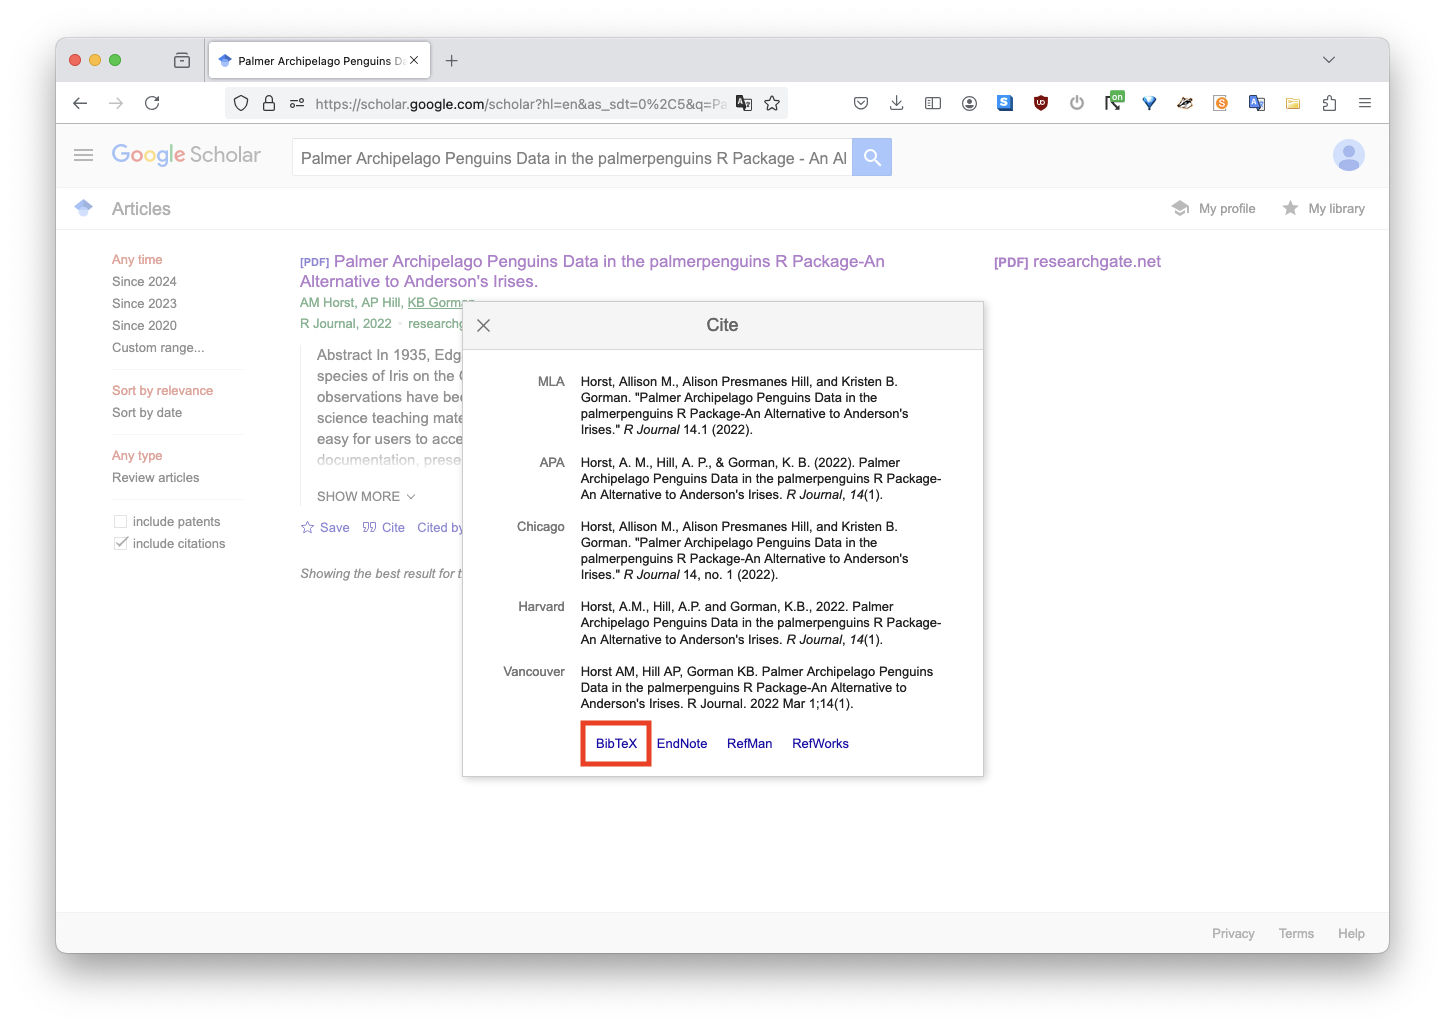 Palmer Archipelago Penguins Da
https://scholar.google.com/scholar?hl=en&as_sdt=0%2C5&q=Pa
on
Google Scholar
Palmer Archipelago Penguins Data in the palmerpenguins R Package - An Al
Articles
My profile
My library
Any time
Since 2024
Since 2023
Since 2020
Custom range...
Sort by relevance
Sort by date
Any type
Review articles
include patents
include citations
[PDF] Palmer Archipelago Penguins Data in the palmerpenguins R Package-An
Alternative to Anderson's Irises.
AM Horst, AP Hill, KB Gorman
R Journal, 2022 · researchg
Abstract In 1935, Edg
species of Iris on the G
observations have bee
science teaching mate
easy for users to acce
documentation, prese
SHOW MORE
Save Cite Cited by
Showing the best result for t
[PDF] researchgate.net
Cite
MLA
Horst, Allison M., Alison Presmanes Hill, and Kristen B.
Gorman. "Palmer Archipelago Penguins Data in the
palmerpenguins R Package-An Alternative to Anderson's
Irises." R Journal 14.1 (2022).
APA
Horst, A. M., Hill, A. P., & Gorman, K. B. (2022). Palmer
Archipelago Penguins Data in the palmerpenguins R Package-
An Alternative to Anderson's Irises. R Journal, 14(1).
Chicago
Horst, Allison M., Alison Presmanes Hill, and Kristen B.
Gorman. "Palmer Archipelago Penguins Data in the
palmerpenguins R Package-An Alternative to Anderson's
Irises." R Journal 14, no. 1 (2022).
Harvard
Horst, A.M., Hill, A.P. and Gorman, K.B., 2022. Palmer
Archipelago Penguins Data in the palmerpenguins R Package-
An Alternative to Anderson's Irises. R Journal, 14(1).
Vancouver
Horst AM, Hill AP, Gorman KB. Palmer Archipelago Penguins
Data in the palmerpenguins R Package-An Alternative to
Anderson's Irises. R Journal. 2022 Mar 1;14(1).
BibTeX EndNote RefMan RefWorks
Privacy Terms Help